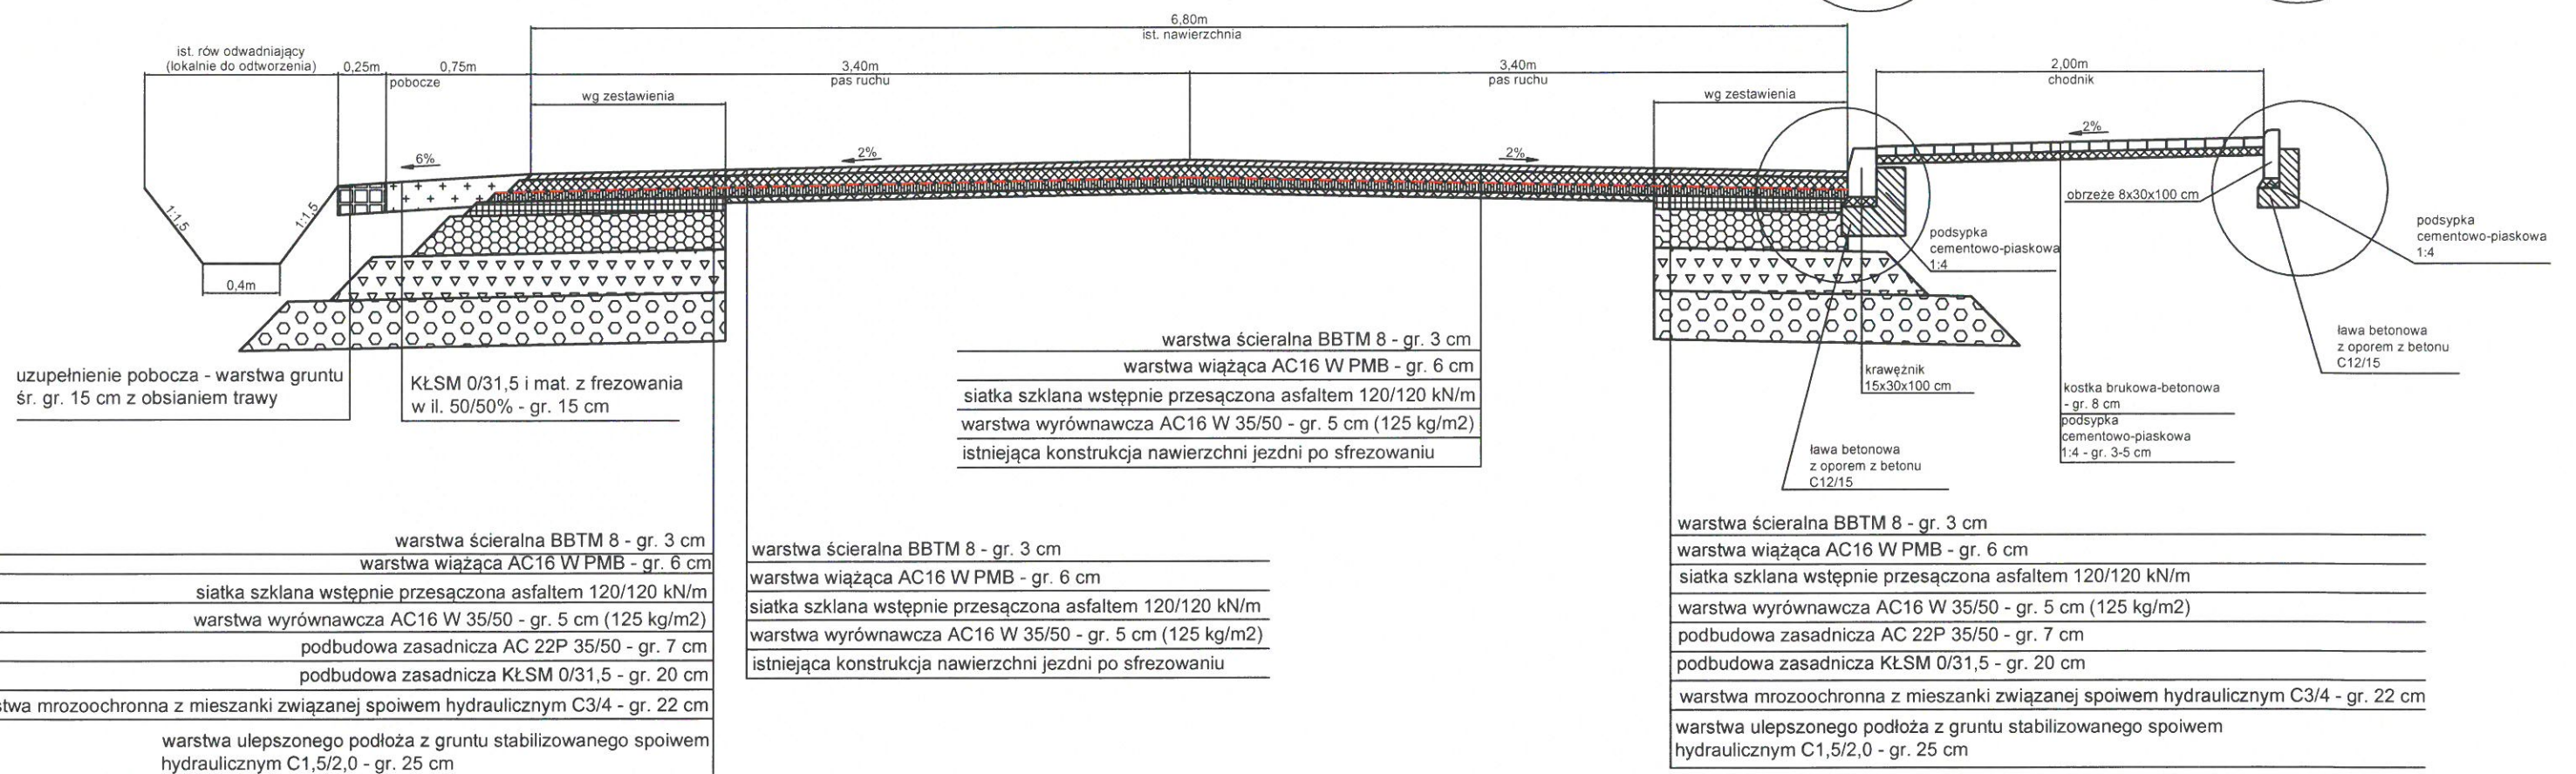 6,80m
ist. nawierzchnia
ist. rów odwadniający
(lokalnie do odtworzenia)
0,25m
0,75m
pobocze
3,40m
pas ruchu
3,40m
pas ruchu
2,00m
chodnik
wg zestawienia
wg zestawienia
6%
2%
2%
2%
1:1,5
1:1,5
0,4m
obrzeże 8x30x100 cm
podsypka
cementowo-piaskowa
1:4
podsypka
cementowo-piaskowa
1:4
ława betonowa
z oporem z betonu
C12/15
krawężnik
15x30x100 cm
kostka brukowa-betonowa
- gr. 8 cm
podsypka
cementowo-piaskowa
1:4 - gr. 3-5 cm
ława betonowa
z oporem z betonu
C12/15
uzupełnienie pobocza - warstwa gruntu
śr. gr. 15 cm z obsianiem trawy
KŁSM 0/31,5 i mat. z frezowania
w il. 50/50% - gr. 15 cm
warstwa ścieralna BBTM 8 - gr. 3 cm
warstwa wiążąca AC16 W PMB - gr. 6 cm
siatka szklana wstępnie przesączona asfaltem 120/120 kN/m
warstwa wyrównawcza AC16 W 35/50 - gr. 5 cm (125 kg/m2)
istniejąca konstrukcja nawierzchni jezdni po sfrezowaniu
warstwa ścieralna BBTM 8 - gr. 3 cm
warstwa wiążąca AC16 W PMB - gr. 6 cm
siatka szklana wstępnie przesączona asfaltem 120/120 kN/m
warstwa wyrównawcza AC16 W 35/50 - gr. 5 cm (125 kg/m2)
podbudowa zasadnicza AC 22P 35/50 - gr. 7 cm
podbudowa zasadnicza KŁSM 0/31,5 - gr. 20 cm
stwa mrozoochronna z mieszanki związanej spoiwem hydraulicznym C3/4 - gr. 22 cm
warstwa ulepszonego podłoża z gruntu stabilizowanego spoiwem
hydraulicznym C1,5/2,0 - gr. 25 cm
warstwa ścieralna BBTM 8 - gr. 3 cm
warstwa wiążąca AC16 W PMB - gr. 6 cm
siatka szklana wstępnie przesączona asfaltem 120/120 kN/m
warstwa wyrównawcza AC16 W 35/50 - gr. 5 cm (125 kg/m2)
istniejąca konstrukcja nawierzchni jezdni po sfrezowaniu
warstwa ścieralna BBTM 8 - gr. 3 cm
warstwa wiążąca AC16 W PMB - gr. 6 cm
siatka szklana wstępnie przesączona asfaltem 120/120 kN/m
warstwa wyrównawcza AC16 W 35/50 - gr. 5 cm (125 kg/m2)
podbudowa zasadnicza AC 22P 35/50 - gr. 7 cm
podbudowa zasadnicza KŁSM 0/31,5 - gr. 20 cm
warstwa mrozoochronna z mieszanki związanej spoiwem hydraulicznym C3/4 - gr. 22 cm
warstwa ulepszonego podłoża z gruntu stabilizowanego spoiwem
hydraulicznym C1,5/2,0 - gr. 25 cm